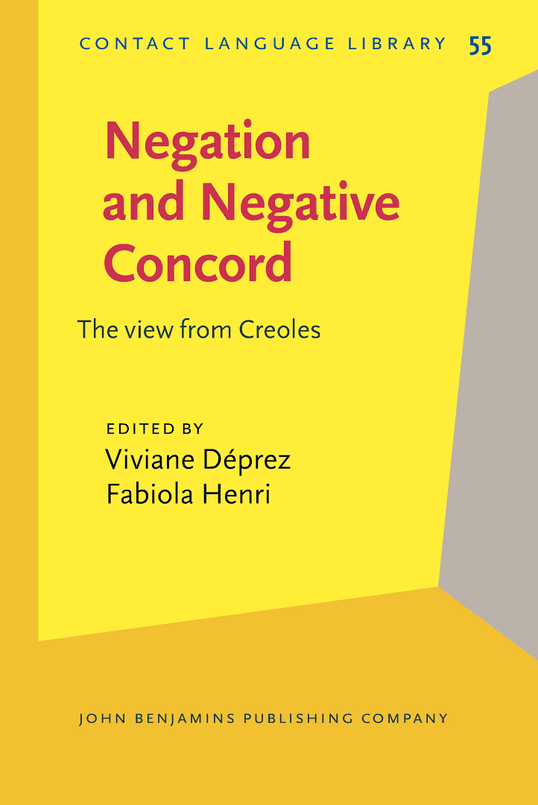 CONTACT LANGUAGE LIBRARY 55
Negation
and Negative
Concord
The view from Creoles
EDITED BY
Viviane Déprez
Fabiola Henri
JOHN BENJAMINS PUBLISHING COMPANY